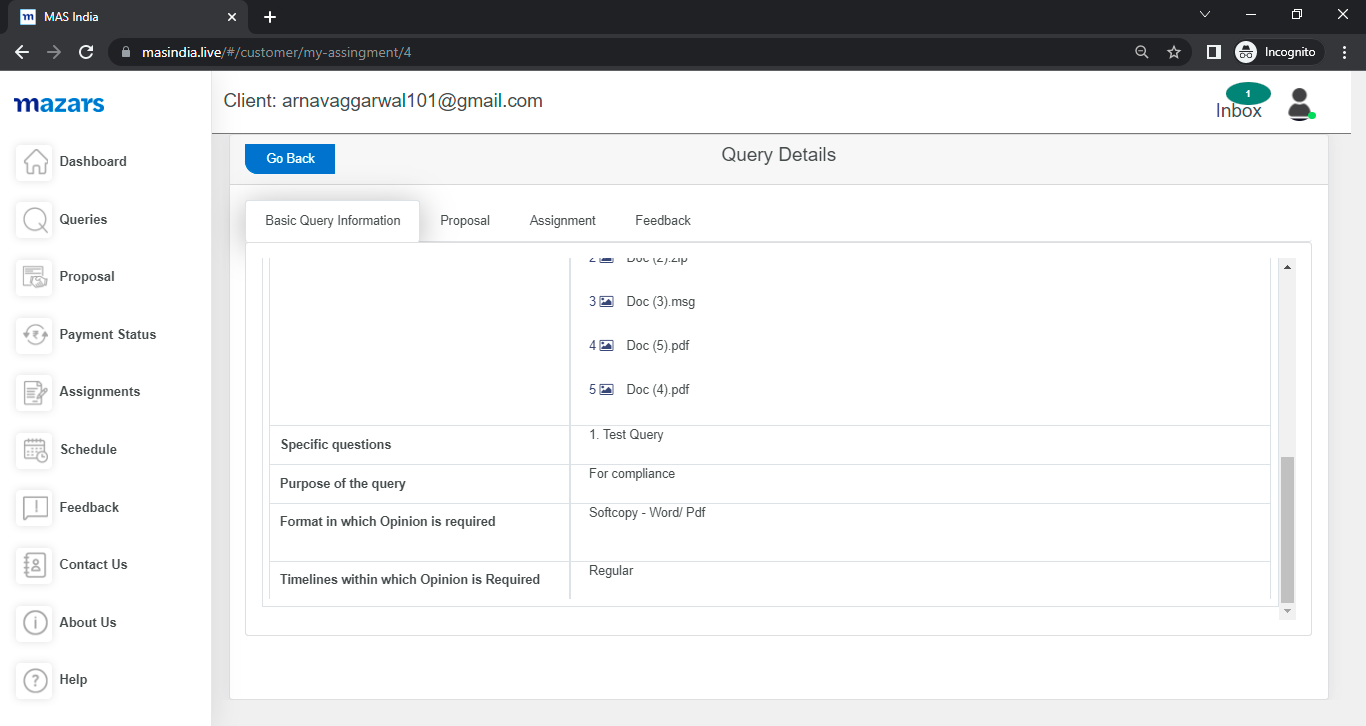 MAS India
masindia.live/#/customer/my-assingment/4
Incognito
mazars
Client: arnavaggarwal101@gmail.com
1
Inbox
Dashboard
Queries
Proposal
Payment Status
Assignments
Schedule
Feedback
Contact Us
About Us
Help
Go Back
Query Details
Basic Query Information Proposal Assignment Feedback
2 Doc (2).zip
3 Doc (3).msg
4 Doc (5).pdf
5 Doc (4).pdf
Specific questions 1. Test Query
Purpose of the query For compliance
Format in which Opinion is required Softcopy - Word/ Pdf
Timelines within which Opinion is Required Regular